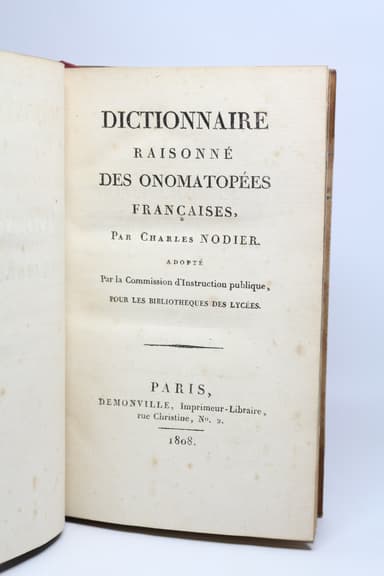 DICTIONNAIRE
RAISONNÉ
DES ONOMATOPÉES
FRANÇAISES,
PAR CHARLES NODIER.
ADOPTÉ
Par la Commission d'Instruction publique,
POUR LES BIBLIOTHEQUES DES LYCÉES.
PARIS,
DEMONVILLE, Imprimeur-Libraire,
rue Christine, No. 2.
1808.